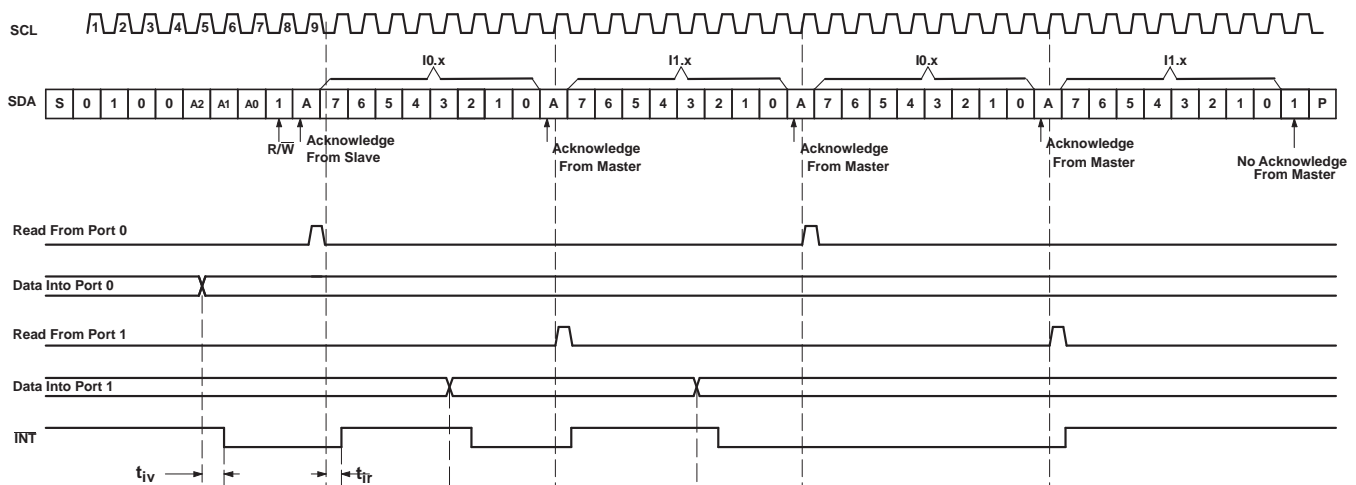 SCL 1 2 3 4 5 6 7 8 9
I0.x I1.x I0.x I1.x
SDA S 0 1 0 0 A2 A1 A0 1 A 7 6 5 4 3 2 1 0 A 7 6 5 4 3 2 1 0 A 7 6 5 4 3 2 1 0 A 7 6 5 4 3 2 1 0 1 P
R/W
Acknowledge
From Slave
Acknowledge
From Master
Acknowledge
From Master
Acknowledge
From Master
No Acknowledge
From Master
Read From Port 0
Data Into Port 0
Read From Port 1
Data Into Port 1
INT
tiv tir